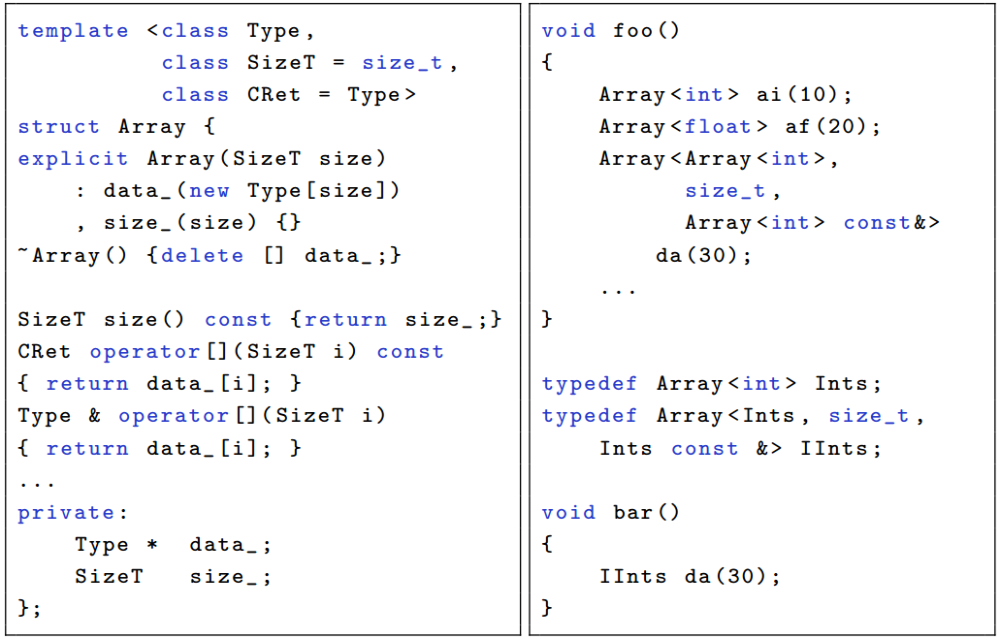 template <class Type,
          class SizeT = size_t,
          class CRet = Type>
struct Array {
explicit Array(SizeT size)
    : data_(new Type[size])
    , size_(size) {}
~Array() {delete [] data_;}

SizeT size() const {return size_;}
CRet operator[](SizeT i) const
{ return data_[i]; }
Type & operator[](SizeT i)
{ return data_[i]; }
...
private:
    Type *  data_;
    SizeT   size_;
};

void foo()
{
    Array<int> ai(10);
    Array<float> af(20);
    Array<Array<int>,
          size_t,
          Array<int> const&>
        da(30);
    ...
}

typedef Array<int> Ints;
typedef Array<Ints, size_t,
    Ints const &> IInts;

void bar()
{
    IInts da(30);
}